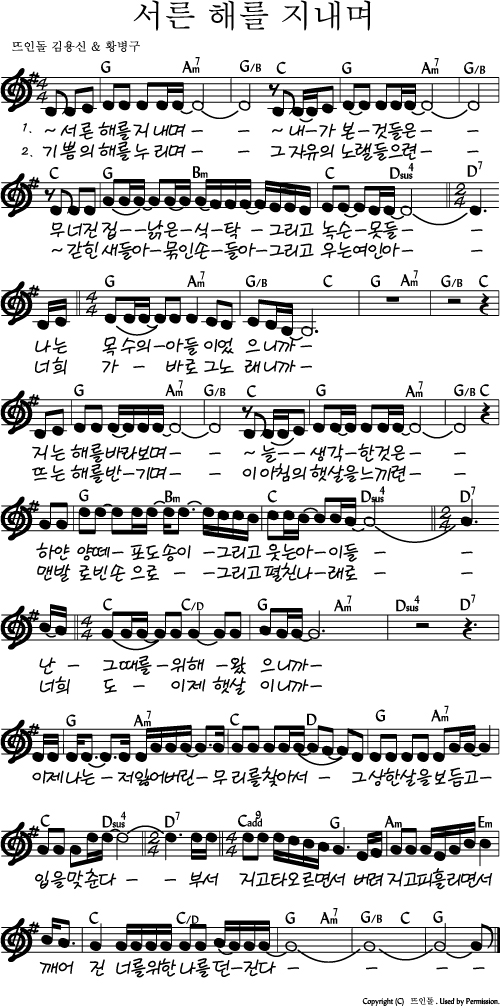 서른 해를 지내며
뜨인돌 김용신 & 황병구
G Am7 G/B C G Am7 G/B
1. ~ 서른 해를 지내며 - - ~ 내 - 가 본 - 것들은 - -
2. 기쁨의 해를 누리며 - - 그 자유의 노랠 들으련 - -
C G Bm C Dsus4 D7
무너진 집 - - 낡은 - 식 - 탁 - 그리고 녹슨 - 못들 - -
~ 갇힌 새들아 - 묶인 손 - 들아 - 그리고 우는 여인아 - -
G Am7 G/B C G Am7 G/B C
나는 목수의 - 아들 이었 으니까 -
너희 가 - 바로 그노 래니까 -
G Am7 G/B C G Am7 G/B C
저는 해를 바라보며 - - ~ 늘 - - 생각 - 한것은 - -
뜨는 해를 반 - 기며 - - 이 아침의 햇살을 느끼련 - -
G Bm C Dsus4 D7
하얀 양떼 - 포도송이 - 그리고 웃는아 - 이들 - -
맨발 로빈손 으로 - - 그리고 펼친나 - 래로 - -
C C/D G Am7 Dsus4 D7
난 - 그때를 - 위해 - 왔 으니까 -
너희 도 - 이제 햇살 이니까 -
G Am7 C D G Am7 G
이제 나는 - 저 잃어버린 - 무리를 찾아서 - 그 상한 살을 보듬고 -
C Dsus4 D7 Cadd9 G Am Em
입을 맞춘다 - - 부서 지고 타오르면서 버려 지고 피흘리면서
C G C/D G Am7 G/B C G
깨어 진 너를 위한 나를 던 - 진다 - - - - -
Copyright (C) 뜨인돌. Used by Permission.